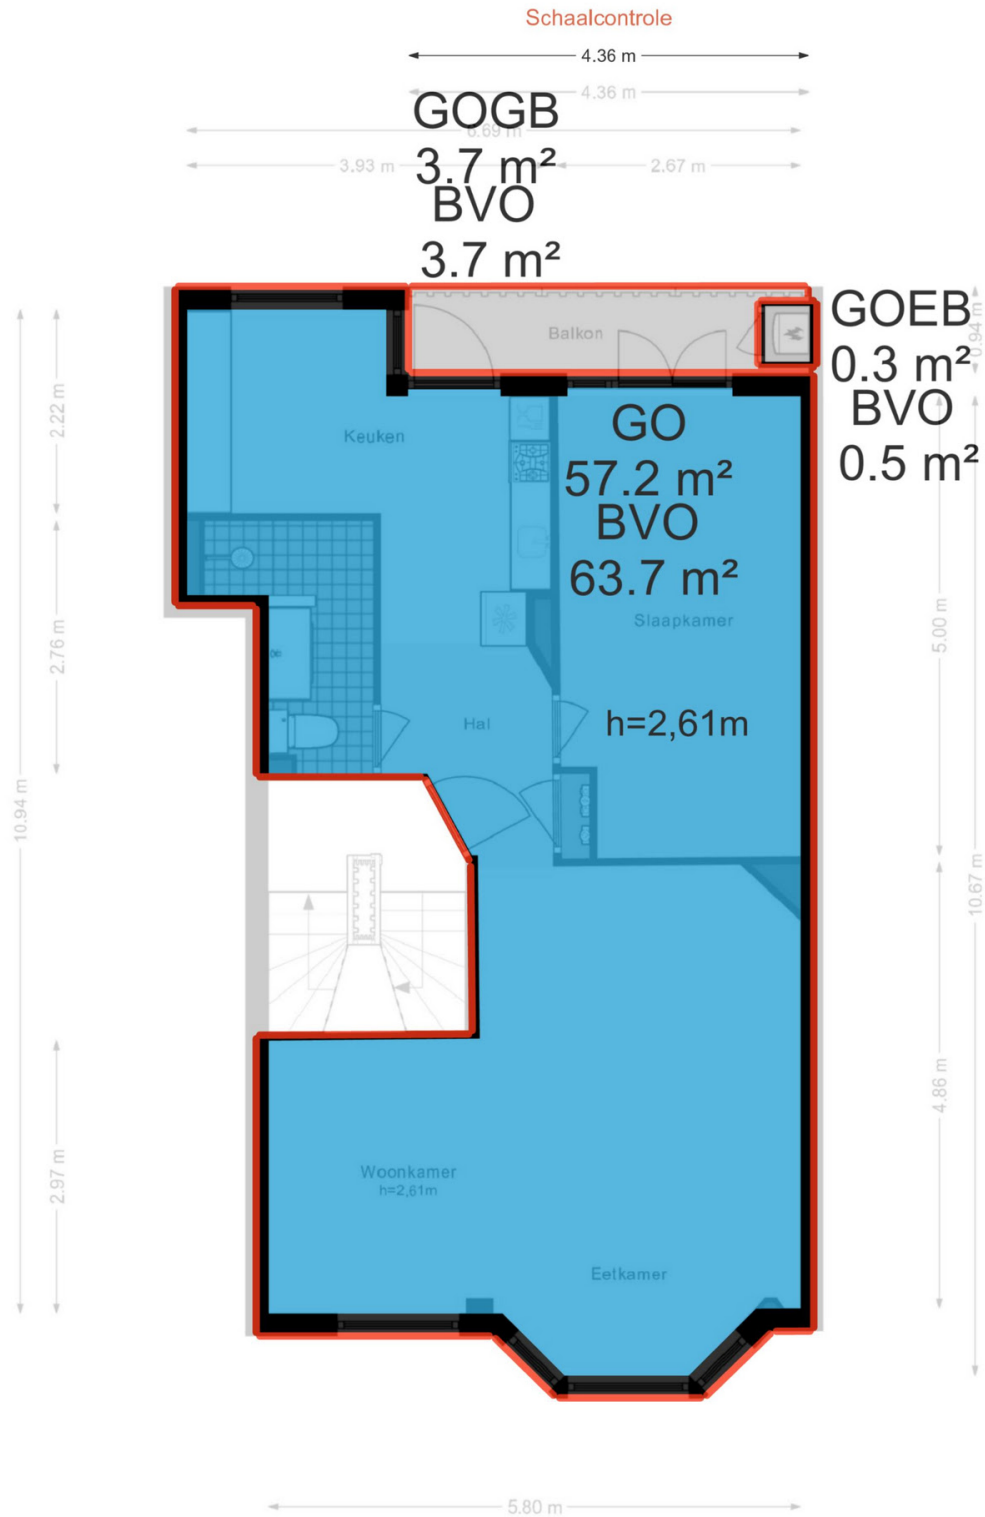 Schaalcontrole
4.36 m
4.36 m
GOGB
6.69 m
3.7 m²
3.93 m
2.67 m
BVO
3.7 m²
GOEB
0.3 m²
BVO
0.5 m²
0.94 m
Balkon
2.22 m
Keuken
GO
57.2 m²
BVO
63.7 m²
Slaapkamer
5.00 m
2.76 m
Hal
h=2,61m
10.94 m
10.67 m
4.86 m
2.97 m
Woonkamer
h=2,61m
Eetkamer
5.80 m